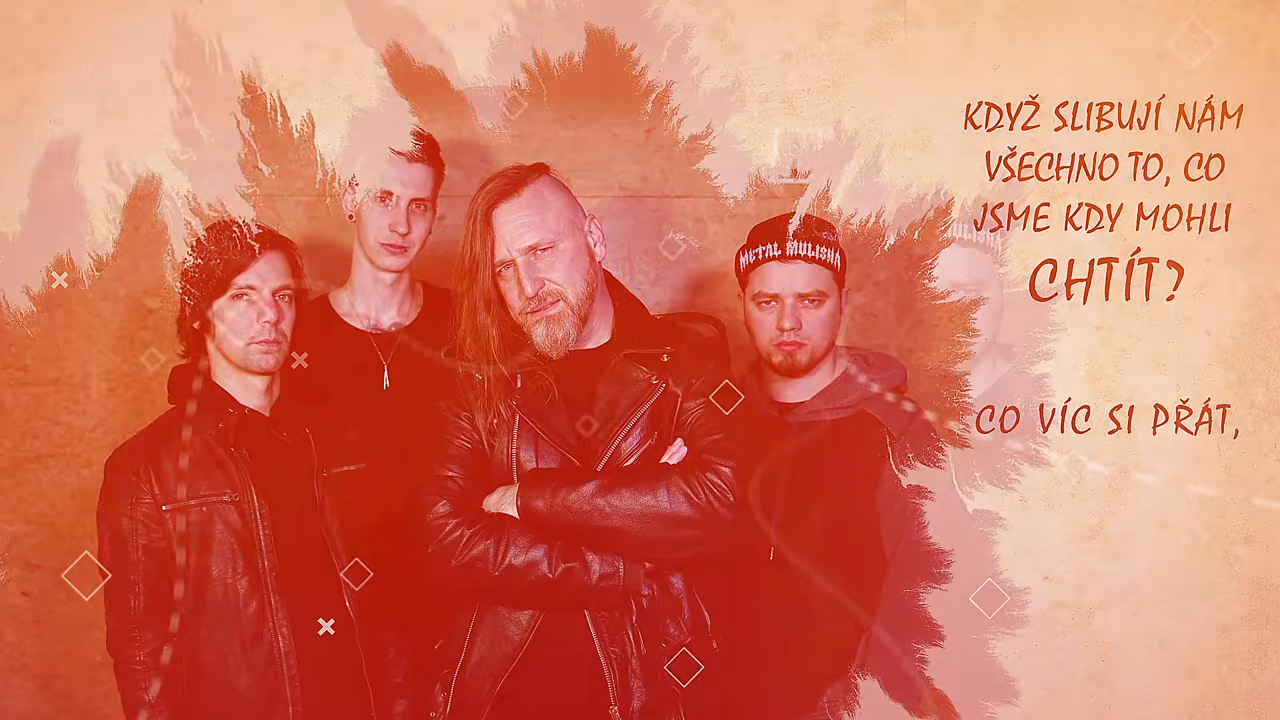 METAL MULISHA
KDYŽ SLIBUJÍ NÁM
VŠECHNO TO, CO
JSME KDY MOHLI
CHTÍT?
CO VÍC SI PŘÁT,